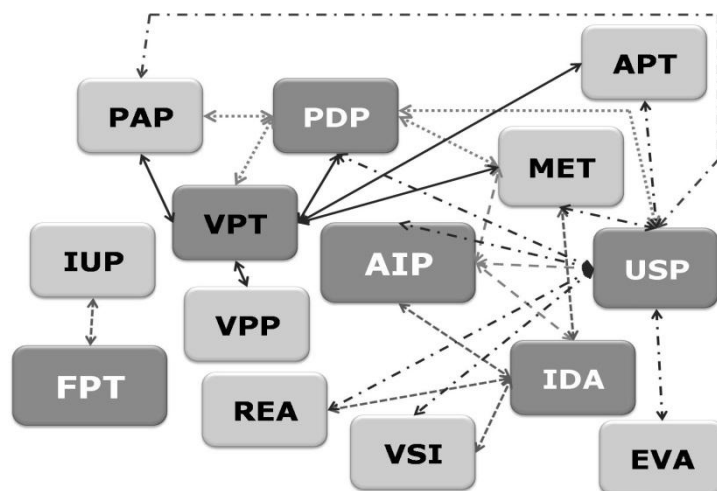 APT
PAP
PDP
MET
VPT
IUP
AIP
USP
VPP
FPT
IDA
REA
VSI
EVA